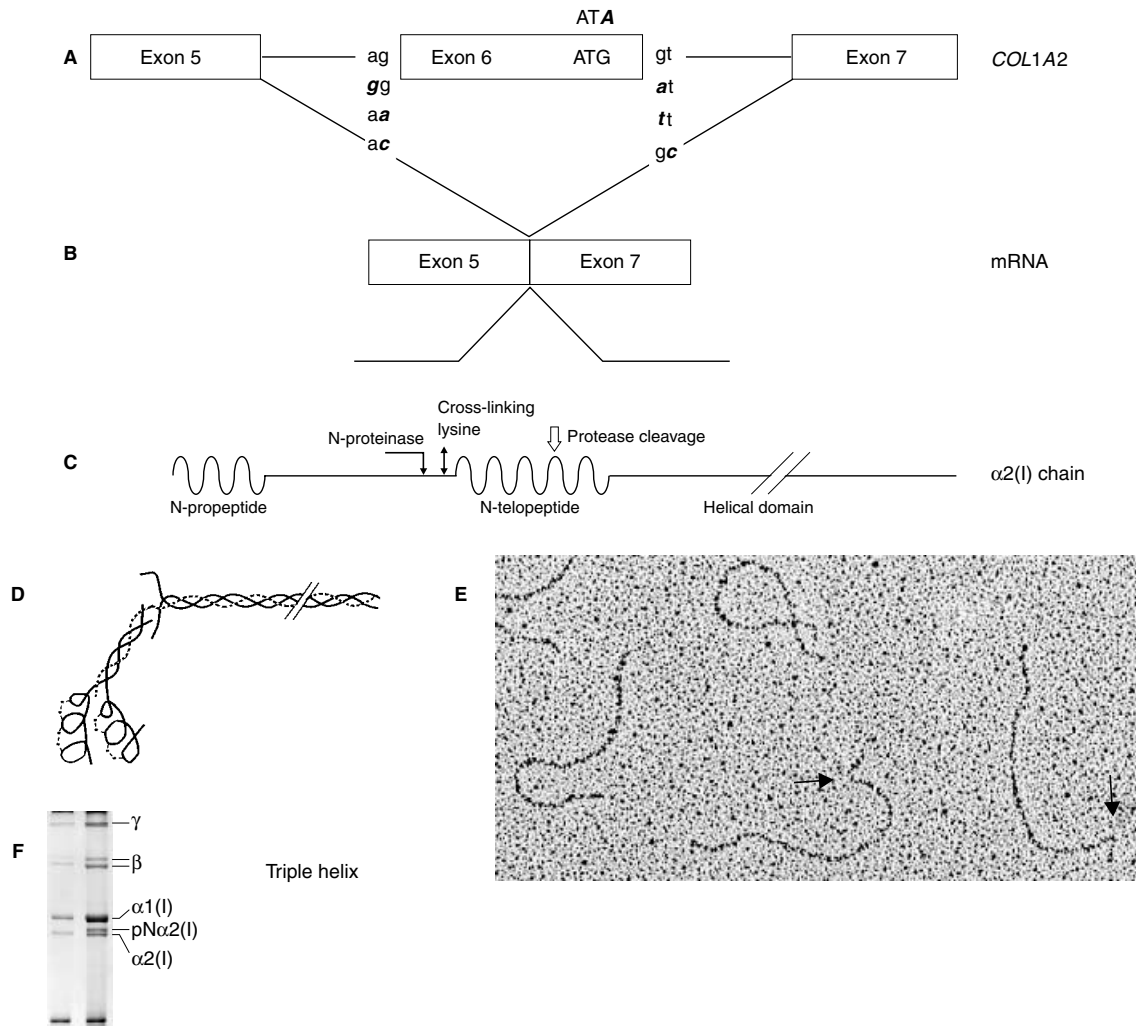 ATA
A Exon 5 ag Exon 6 ATG gt Exon 7 COL1A2
gg at
aa tt
ac gc
B Exon 5 Exon 7 mRNA
Cross-linking
lysine
N-proteinase Protease cleavage
C α2(I) chain
N-propeptide N-telopeptide Helical domain
D E
γ
F β Triple helix
α1(I)
pNα2(I)
α2(I)